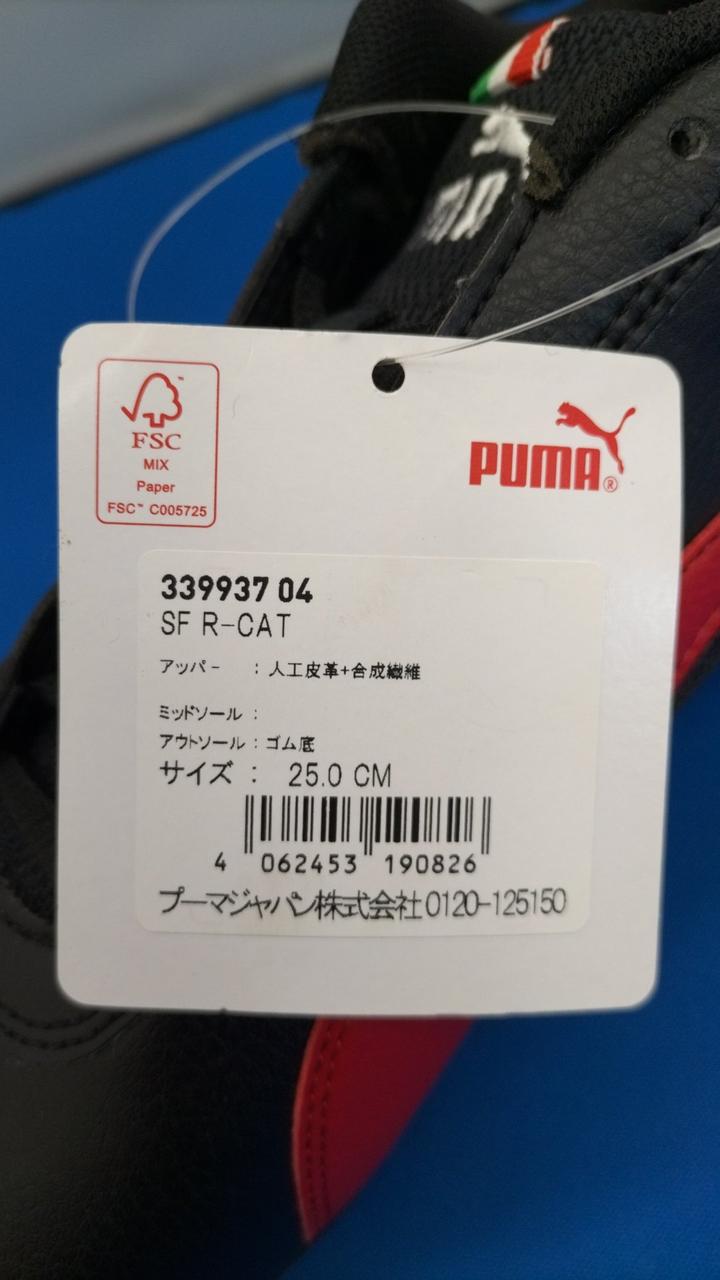 FSC
MIX
Paper
FSC™ C005725
PUMA®
339937 04
SF R-CAT
アッパー : 人工皮革+合成繊維
ミッドソール :
アウトソール : ゴム底
サイズ : 25.0 CM
4 062453 190826
プーマジャパン株式会社 0120-125150